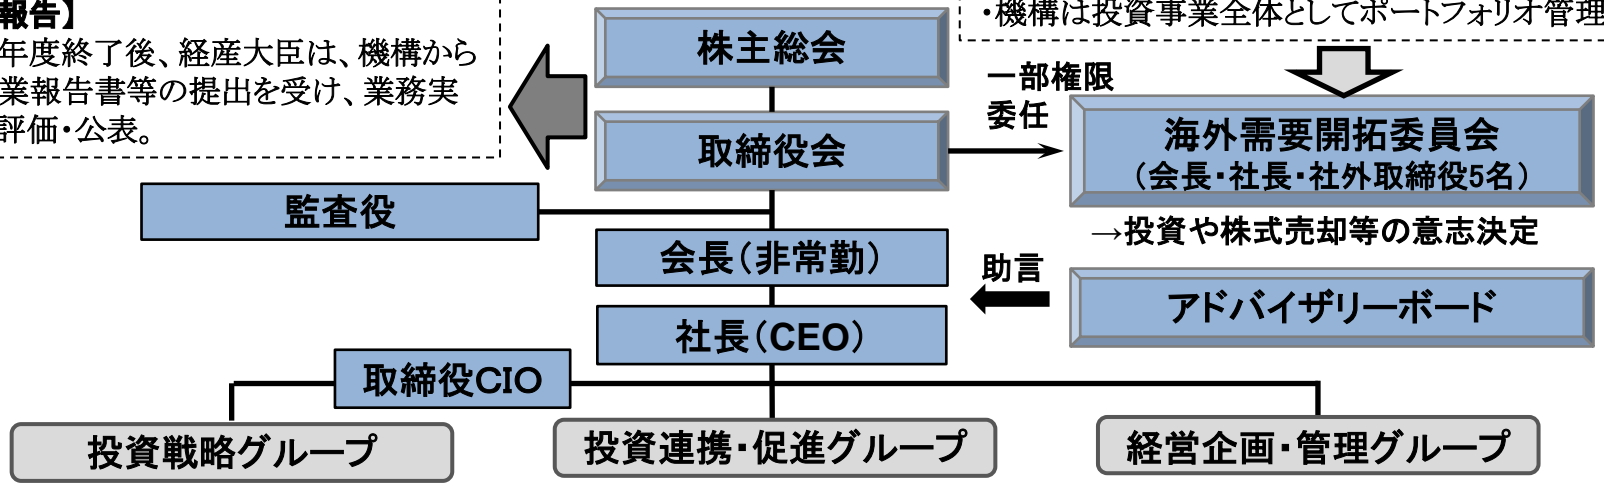 報告】
年度終了後、経産大臣は、機構から
業報告書等の提出を受け、業務実
評価・公表。
・機構は投資事業全体としてポートフォリオ管理
株主総会
一部権限
委任
取締役会
海外需要開拓委員会
（会長・社長・社外取締役5名）
→投資や株式売却等の意志決定
監査役
会長（非常勤）
助言
アドバイザリーボード
社長（CEO）
取締役CIO
投資戦略グループ
投資連携・促進グループ
経営企画・管理グループ